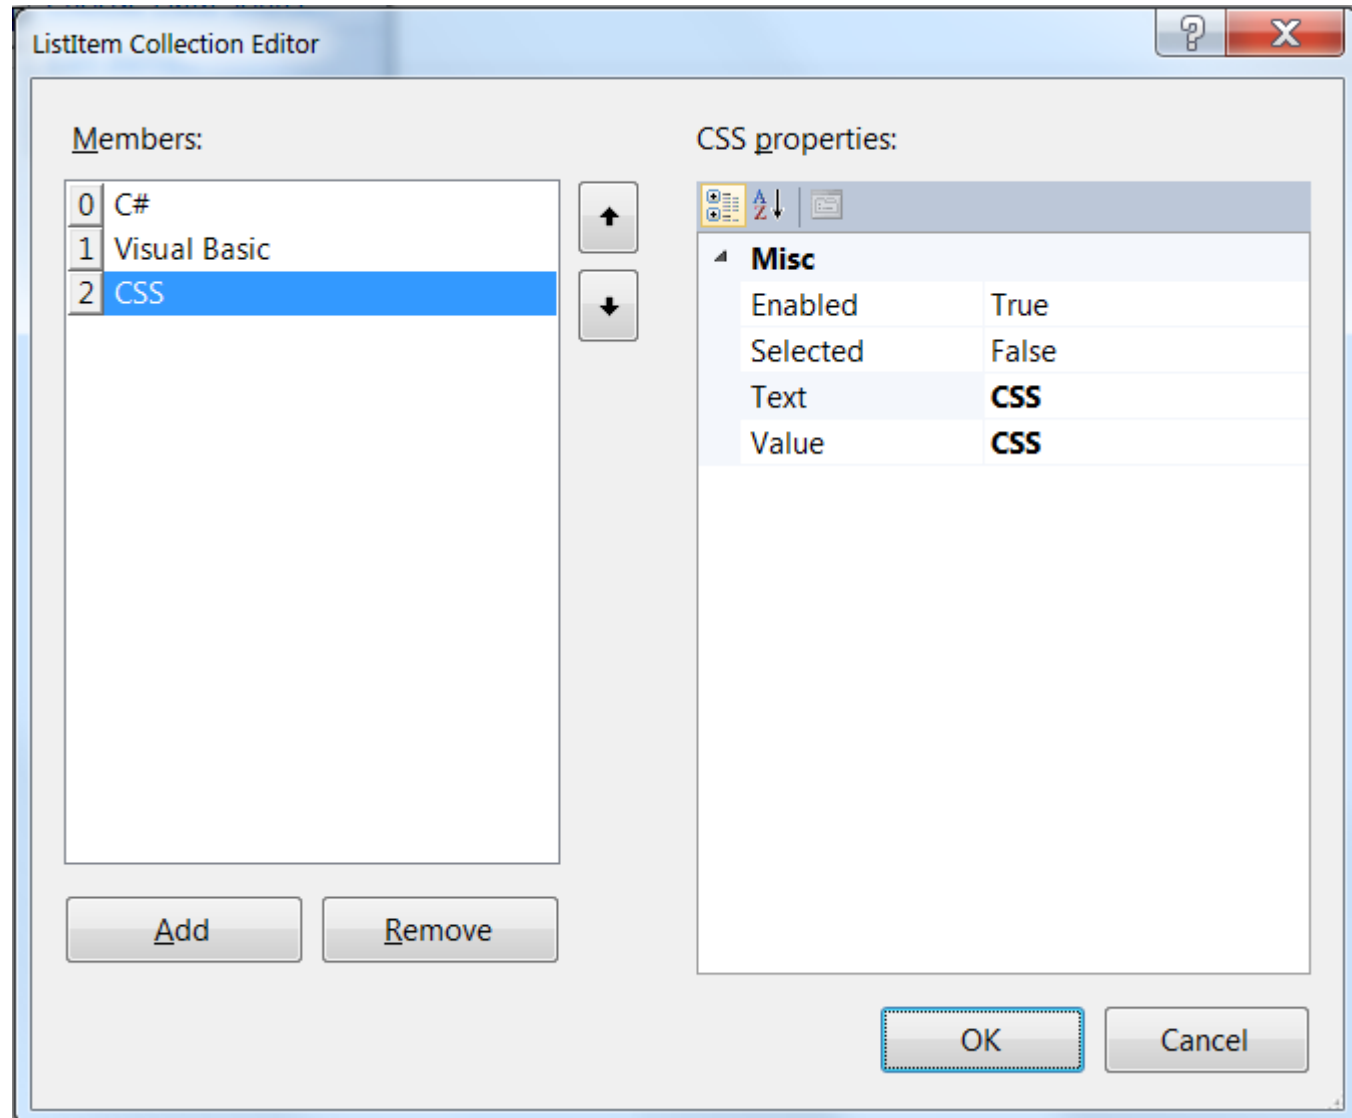 ListItem Collection Editor
Members:
CSS properties:
0 C#
1 Visual Basic
2 CSS
Misc
Enabled True
Selected False
Text CSS
Value CSS
Add
Remove
OK
Cancel